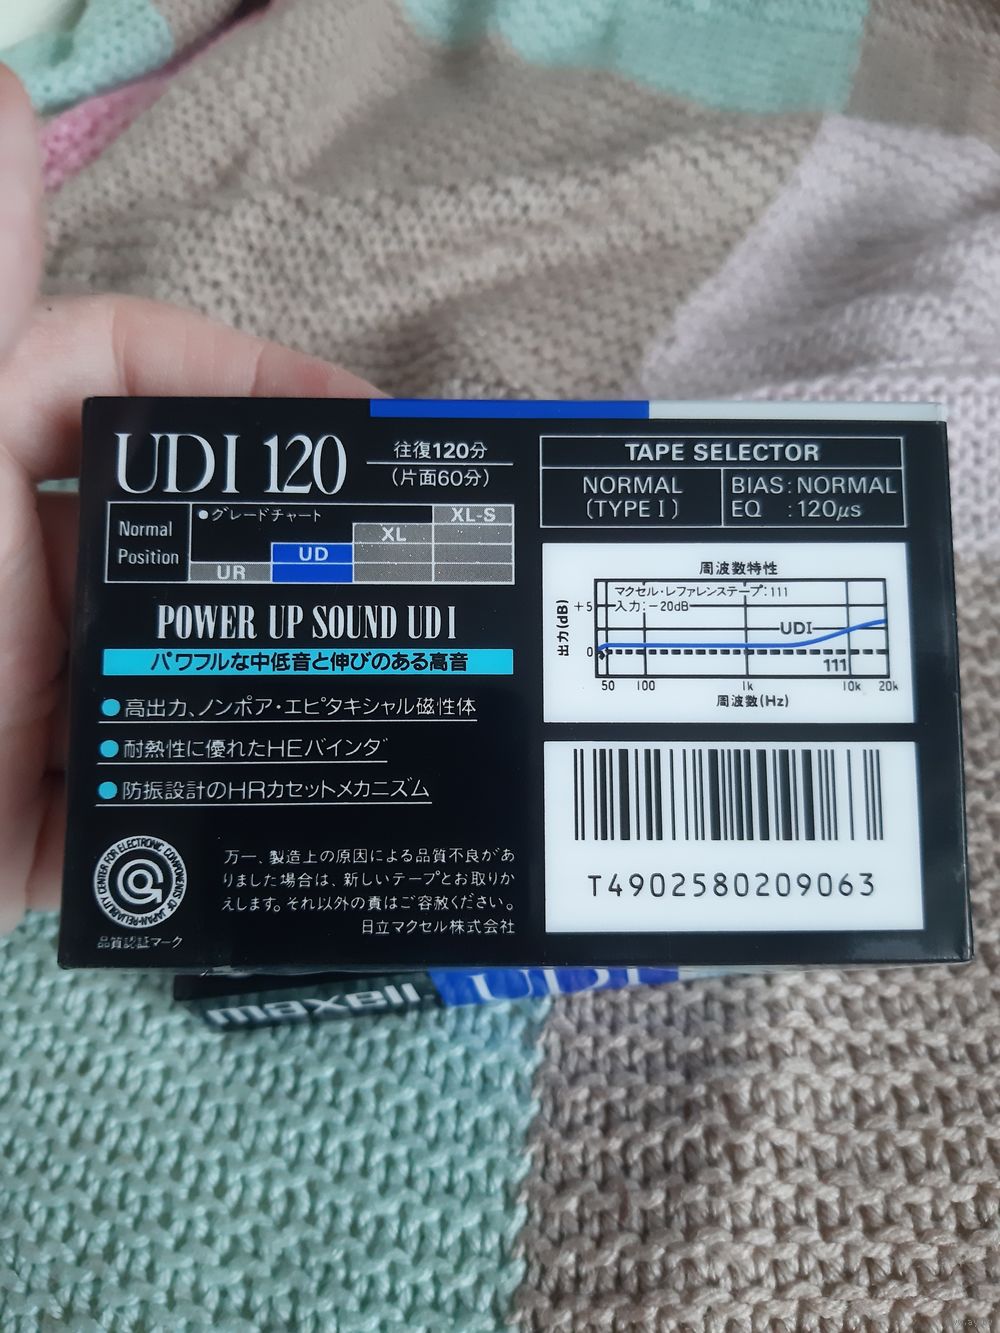 UDI 120
往復120分
(片面60分)
Normal
Position
●グレードチャート
UR
UD
XL
XL-S
POWER UP SOUND UD I
パワフルな中低音と伸びのある高音
●高出力、ノンポア・エピタキシャル磁性体
●耐熱性に優れたHEバインダ
●防振設計のHRカセットメカニズム
RELIABILITY CENTER FOR ELECTRONIC COMPONENTS OF JAPAN
品質認証マーク
万一、製造上の原因による品質不良があ
りました場合は、新しいテープとお取りか
えします。それ以外の責はご容赦ください。
日立マクセル株式会社
TAPE SELECTOR
NORMAL
(TYPE I)
BIAS: NORMAL
EQ : 120μs
周波数特性
マクセル・レファレンステープ: 111
入力: -20dB
出力(dB)
+5
0
UDI
111
50 100 1k 10k 20k
周波数(Hz)
T4902580209063
maxell UDI